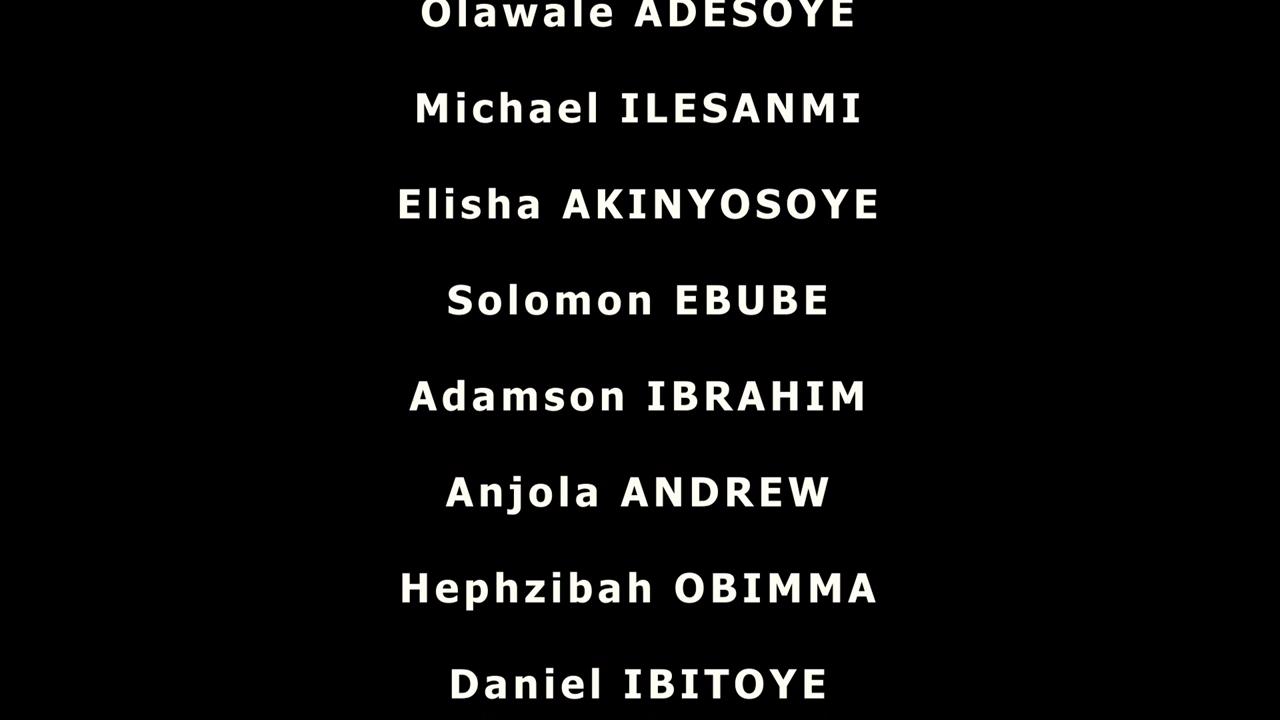 Olawale ADESOYE
Michael ILESANMI
Elisha AKINYOSOYE
Solomon EBUBE
Adamson IBRAHIM
Anjola ANDREW
Hephzibah OBIMMA
Daniel IBITOYE